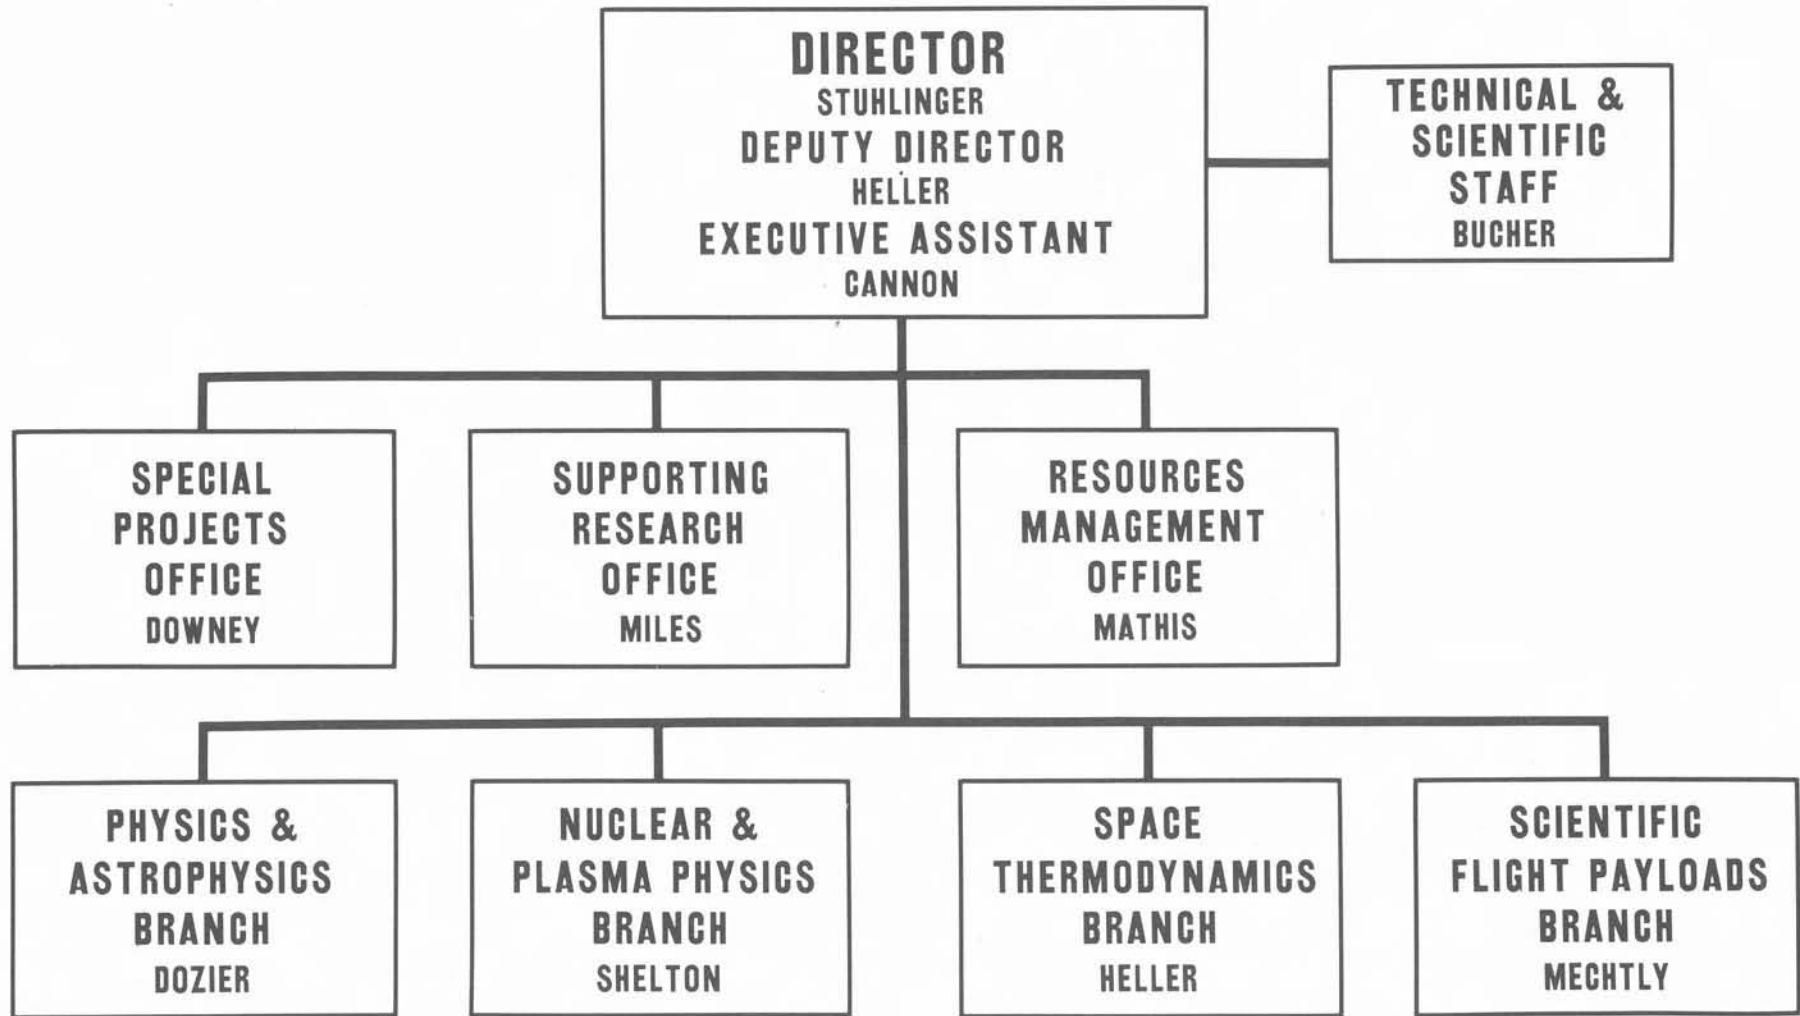 DIRECTOR
STUHLINGER
DEPUTY DIRECTOR
HELLER
EXECUTIVE ASSISTANT
CANNON
TECHNICAL &
SCIENTIFIC
STAFF
BUCHER
SPECIAL
PROJECTS
OFFICE
DOWNEY
SUPPORTING
RESEARCH
OFFICE
MILES
RESOURCES
MANAGEMENT
OFFICE
MATHIS
PHYSICS &
ASTROPHYSICS
BRANCH
DOZIER
NUCLEAR &
PLASMA PHYSICS
BRANCH
SHELTON
SPACE
THERMODYNAMICS
BRANCH
HELLER
SCIENTIFIC
FLIGHT PAYLOADS
BRANCH
MECHTLY